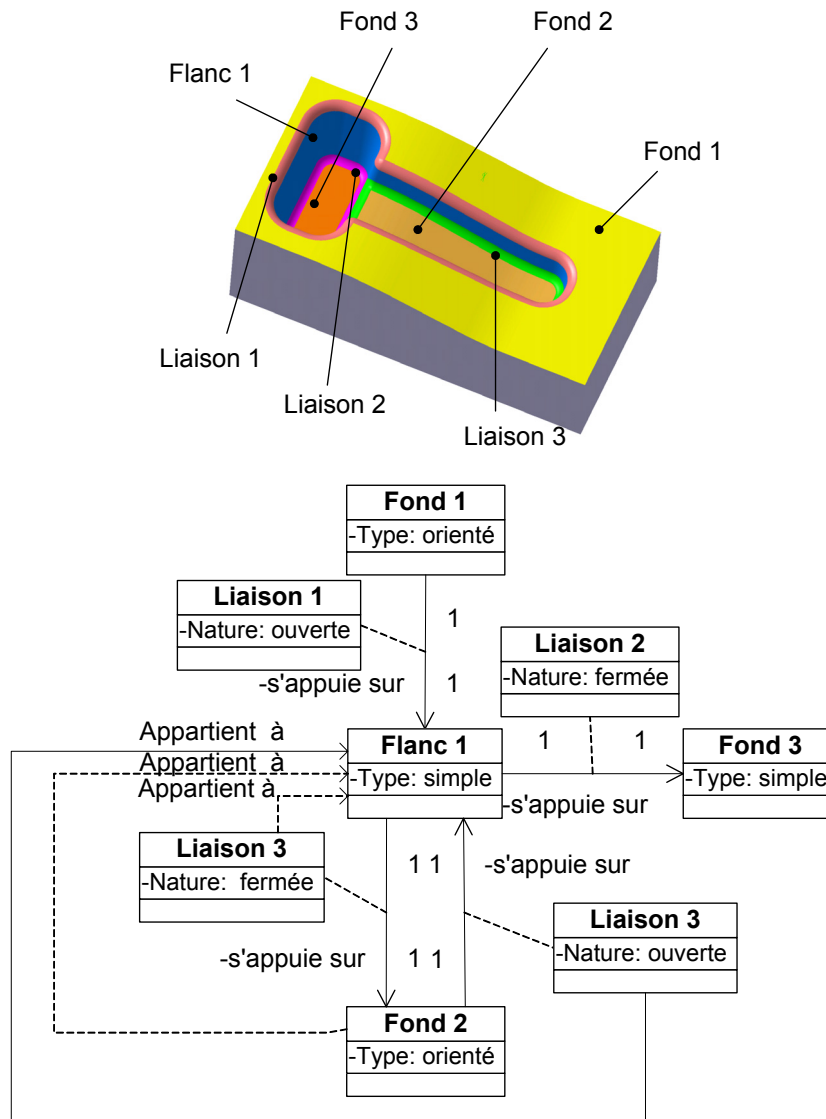 Fond 3
Fond 2
Flanc 1
Fond 1
Liaison 1
Liaison 2
Liaison 3
Fond 1
-Type: orienté
Liaison 1
-Nature: ouverte
1
Liaison 2
-Nature: fermée
-s'appuie sur
1
Appartient à
Appartient à
Appartient à
Flanc 1
-Type: simple
1
1
Fond 3
-Type: simple
-s'appuie sur
Liaison 3
-Nature: fermée
1 1
-s'appuie sur
Liaison 3
-Nature: ouverte
-s'appuie sur
1 1
Fond 2
-Type: orienté